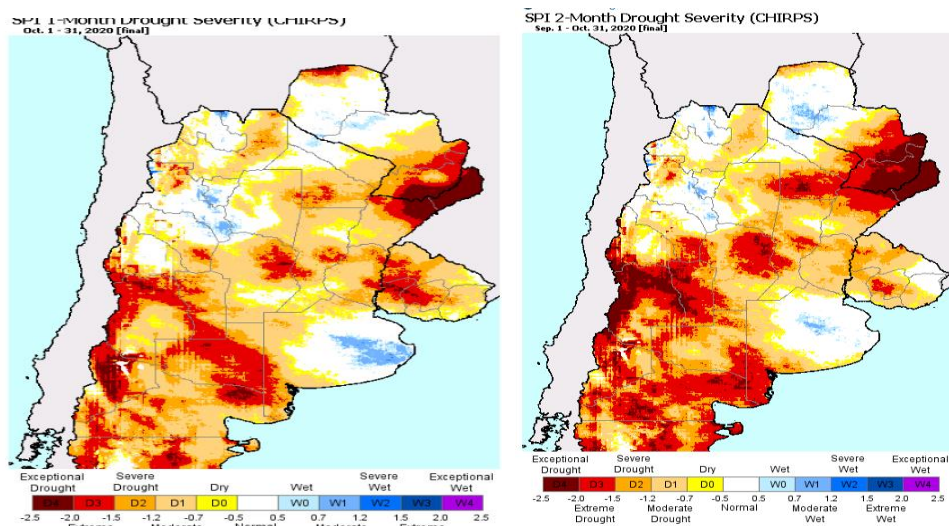 SPI 1-Month Drought Severity (CHIRPS)
Oct. 1 - 31, 2020 [final]
Exceptional Drought
Severe Drought
Dry
Wet
Severe Wet
Exceptional Wet
D4 D3 D2 D1 D0 W0 W1 W2 W3 W4
-2.5 -2.0 -1.5 -1.2 -0.7 -0.5 0.5 0.7 1.2 1.5 2.0 2.5
Extreme Moderate Normal Moderate Extreme
SPI 2-Month Drought Severity (CHIRPS)
Sep. 1 - Oct. 31, 2020 [final]
Exceptional Drought
Severe Drought
Dry
Wet
Severe Wet
Exceptional Wet
D4 D3 D2 D1 D0 W0 W1 W2 W3 W4
-2.5 -2.0 -1.5 -1.2 -0.7 -0.5 0.5 0.7 1.2 1.5 2.0 2.5
Extreme Drought
Moderate Drought
Normal
Moderate Wet
Extreme Wet